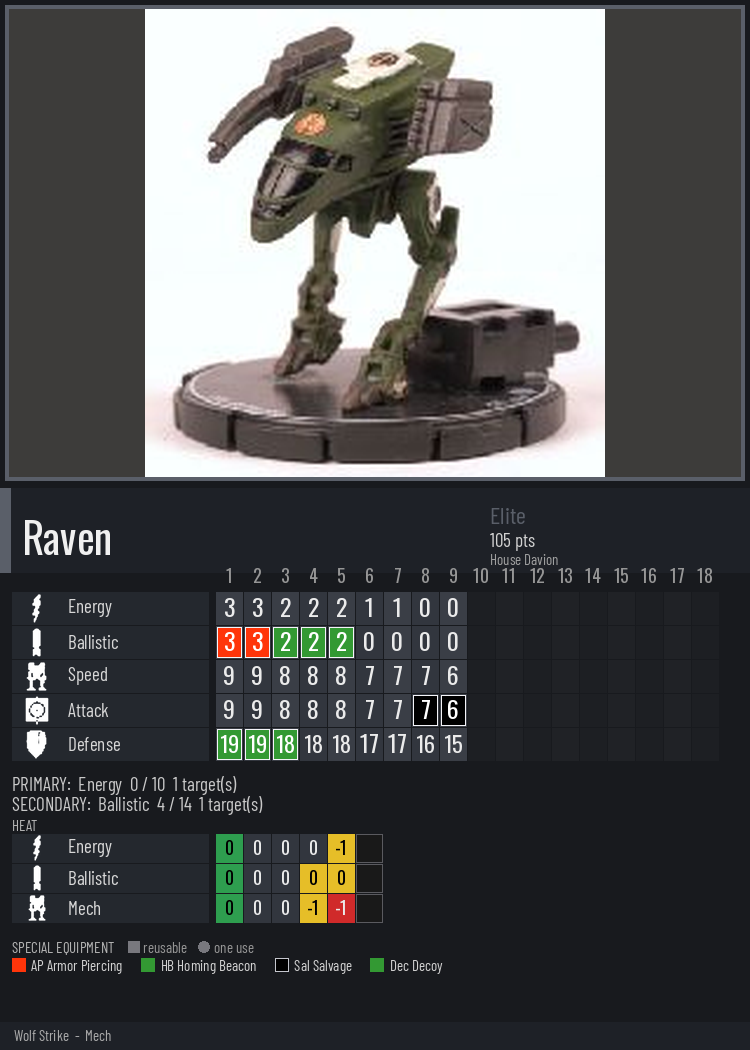 Raven
Elite
105 pts
House Davion
1 2 3 4 5 6 7 8 9 10 11 12 13 14 15 16 17 18
Energy 3 3 2 2 2 1 1 0 0
Ballistic 3 3 2 2 2 0 0 0 0
Speed 9 9 8 8 8 7 7 7 6
Attack 9 9 8 8 8 7 7 7 6
Defense 19 19 18 18 18 17 17 16 15
PRIMARY: Energy 0 / 10 1 target(s)
SECONDARY: Ballistic 4 / 14 1 target(s)
HEAT
Energy 0 0 0 0 -1
Ballistic 0 0 0 0 0
Mech 0 0 0 -1 -1
SPECIAL EQUIPMENT reusable one use
AP Armor Piercing HB Homing Beacon Sal Salvage Dec Decoy
Wolf Strike - Mech